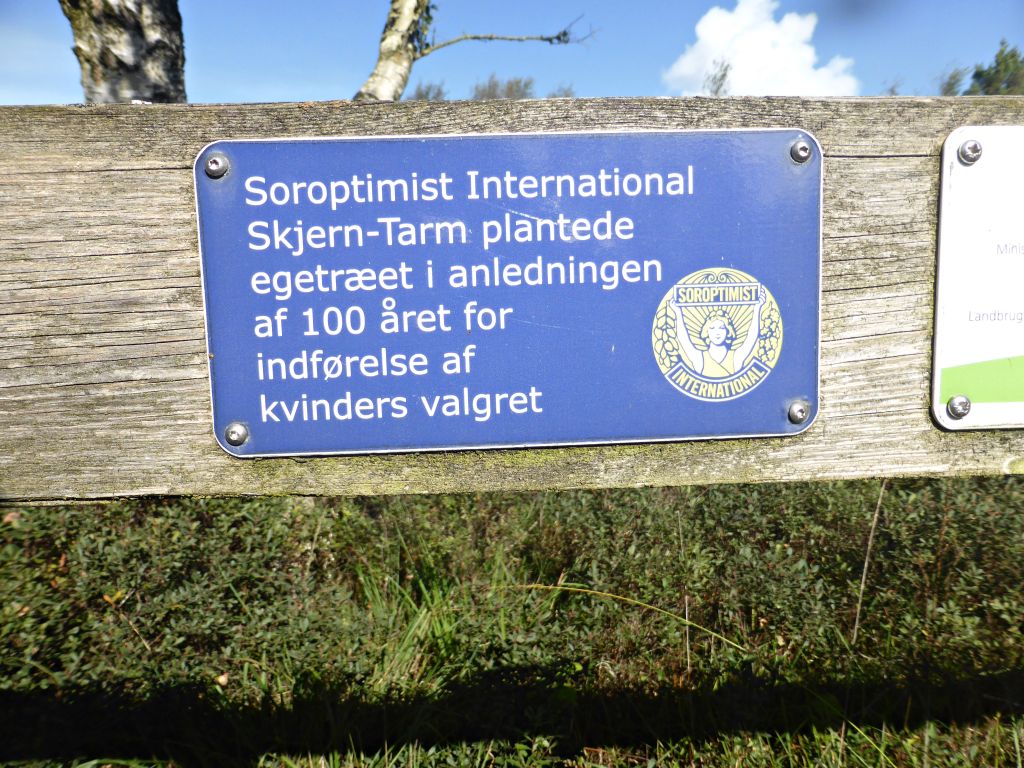 Soroptimist International
Skjern-Tarm plantede
egetræet i anledningen
af 100 året for
indførelse af
kvinders valgret
SOROPTIMIST
INTERNATIONAL